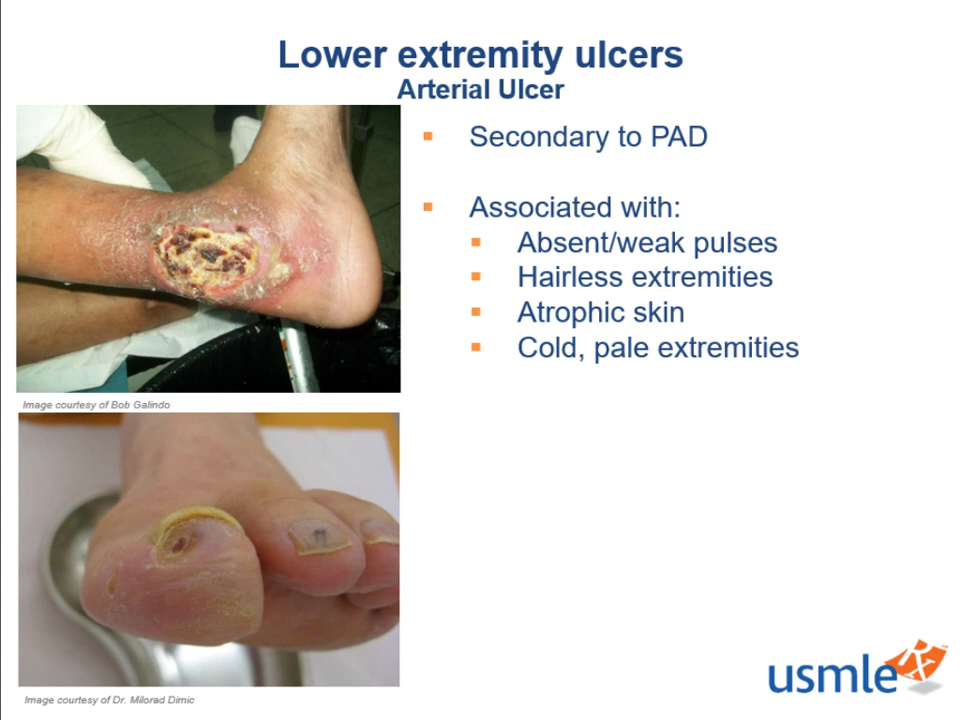 Lower extremity ulcers
Arterial Ulcer
Secondary to PAD
Associated with:
Absent/weak pulses
Hairless extremities
Atrophic skin
Cold, pale extremities
Image courtesy of Bob Galindo
Image courtesy of Dr. Milorad Dimic
usmle Rx